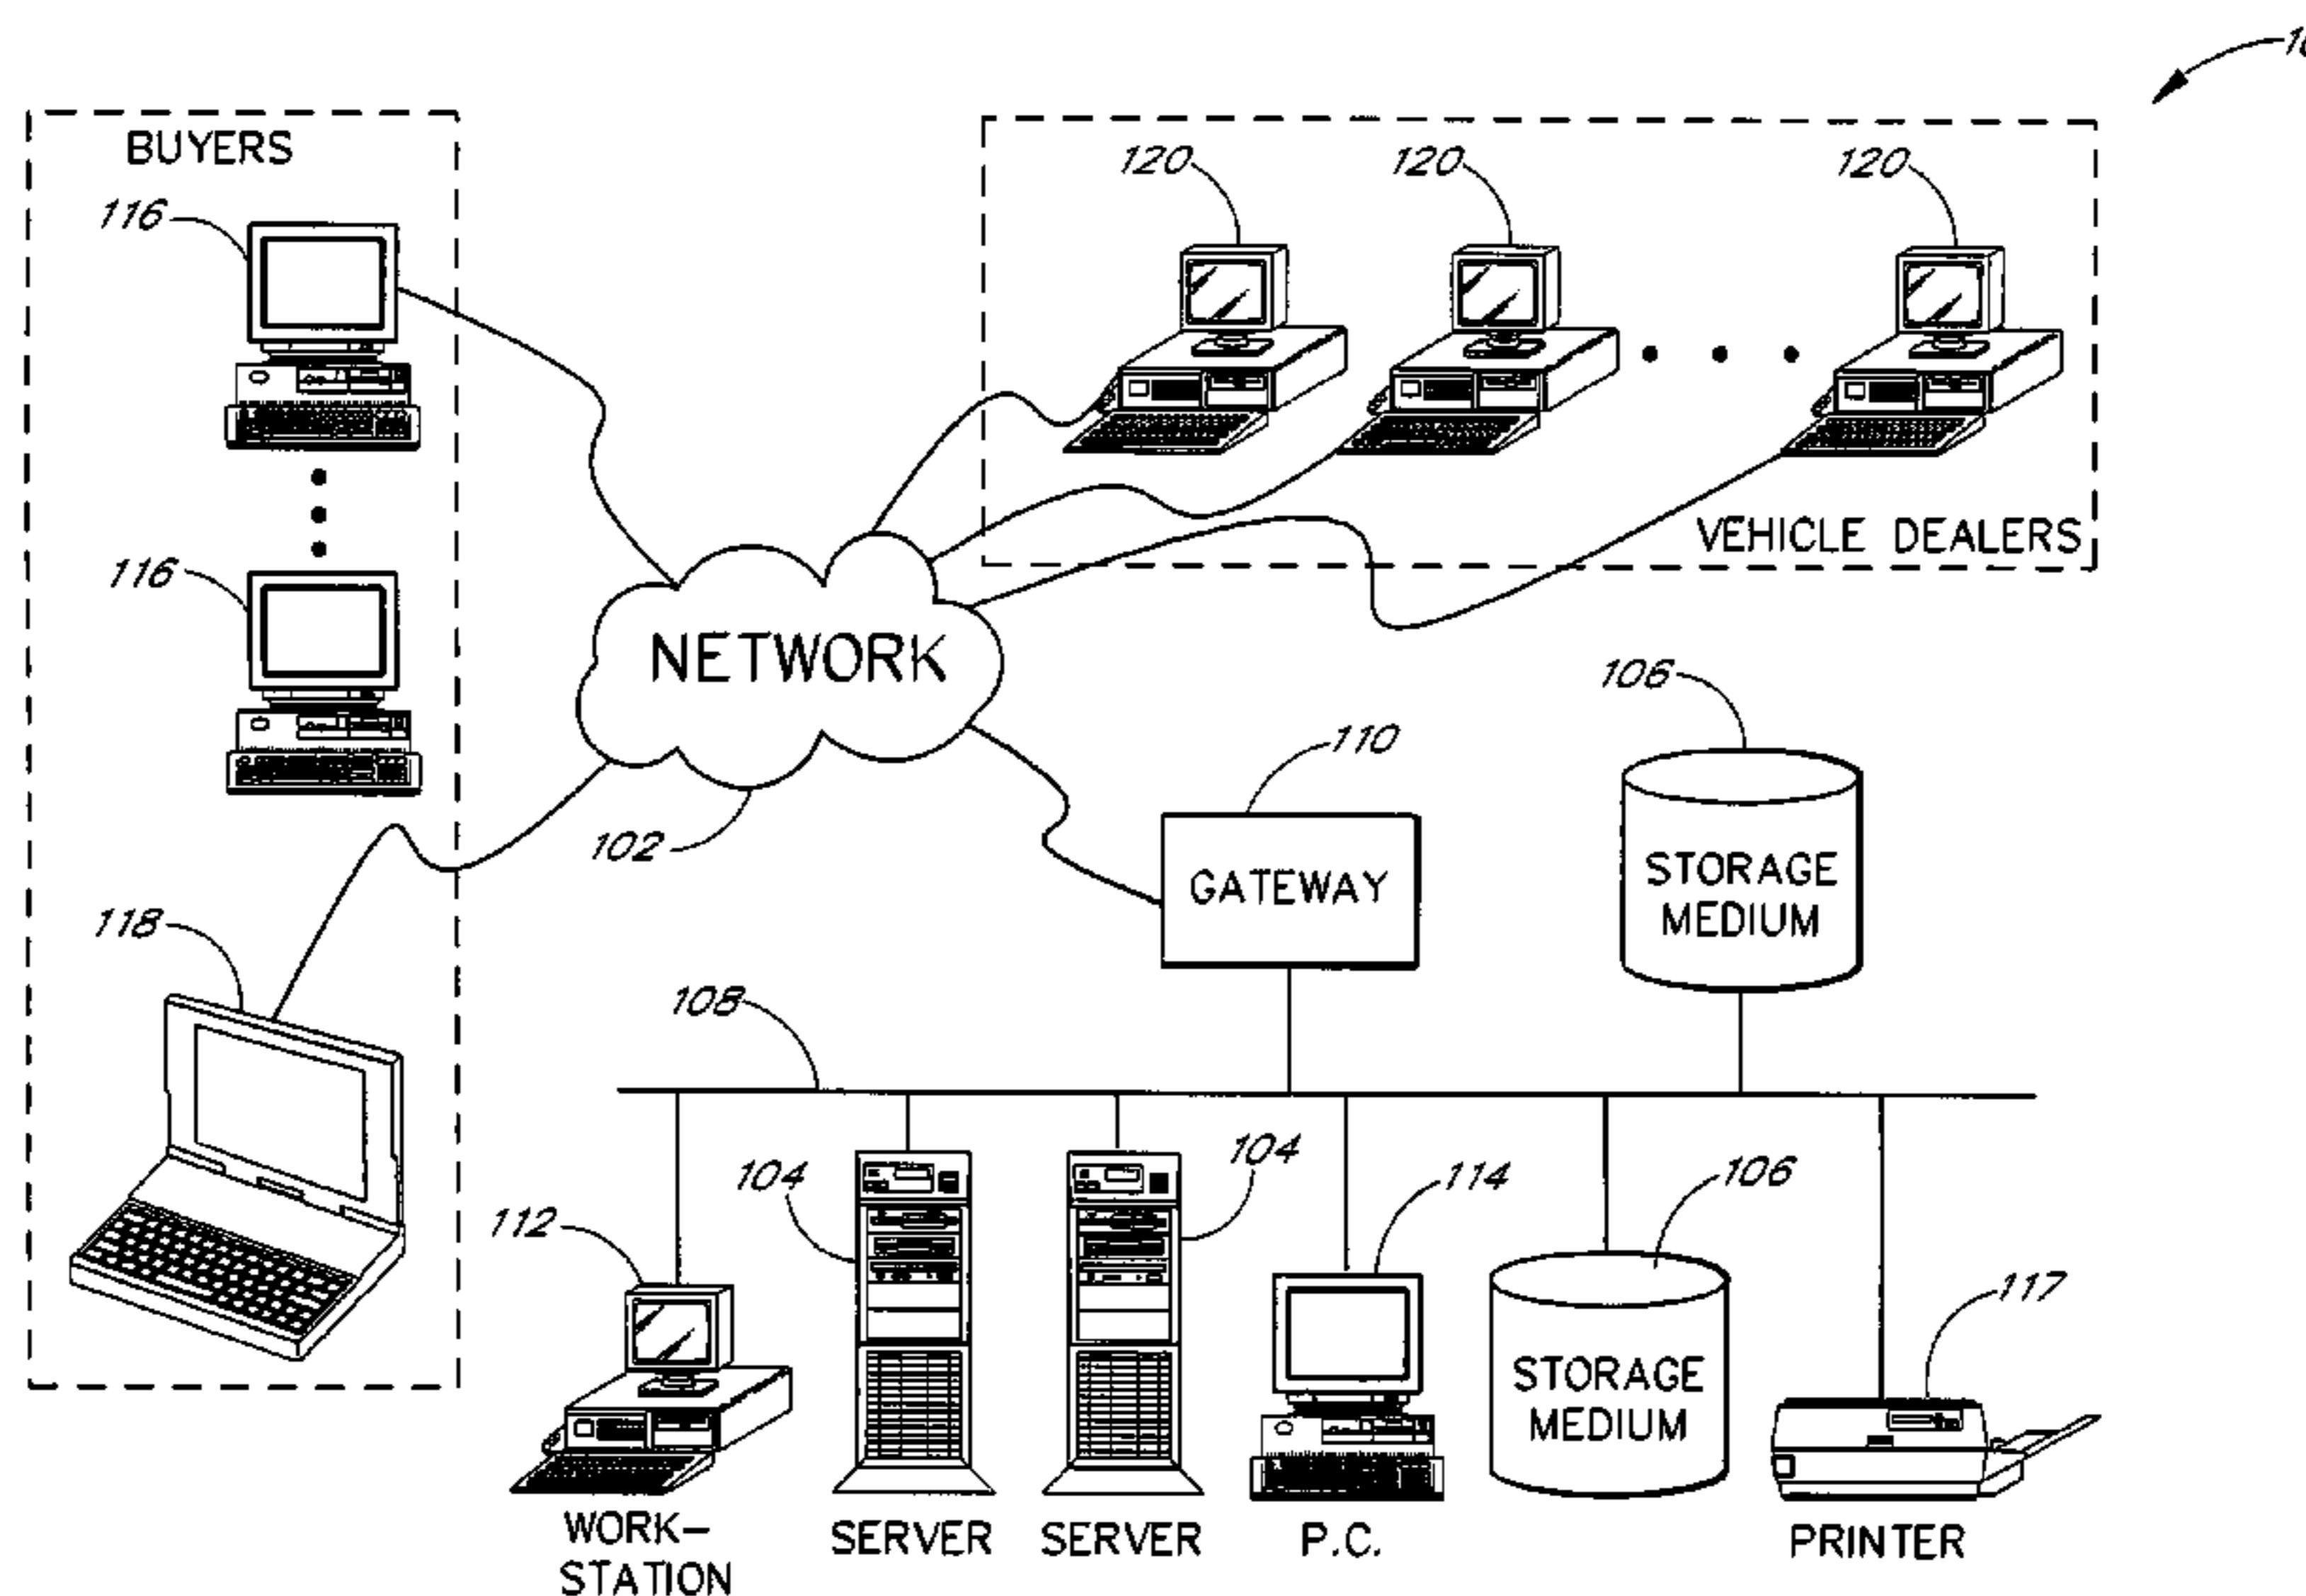 BUYERS
116
120
120
120
116
VEHICLE DEALERS
NETWORK
106
110
102
GATEWAY
STORAGE
MEDIUM
118
108
104
104
114
106
112
117
STORAGE
MEDIUM
WORK-
STATION
SERVER
SERVER
P.C.
PRINTER